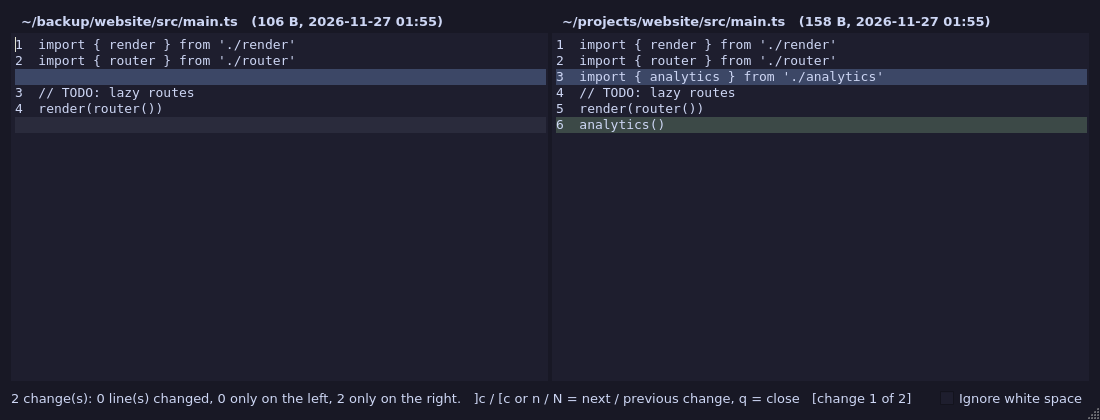 ~/backup/website/src/main.ts (106 B, 2026-11-27 01:55)
1 import { render } from './render'
2 import { router } from './router'
3 // TODO: lazy routes
4 render(router())
~/projects/website/src/main.ts (158 B, 2026-11-27 01:55)
1 import { render } from './render'
2 import { router } from './router'
3 import { analytics } from './analytics'
4 // TODO: lazy routes
5 render(router())
6 analytics()
2 change(s): 0 line(s) changed, 0 only on the left, 2 only on the right. ]c / [c or n / N = next / previous change, q = close [change 1 of 2]
Ignore white space